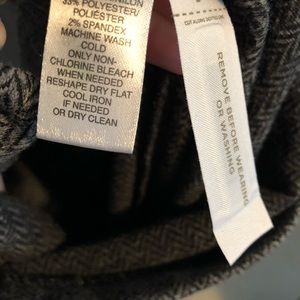 33% POLYESTER/
POLIÉSTER
2% SPANDEX
MACHINE WASH
COLD
ONLY NON-
CHLORINE BLEACH
WHEN NEEDED
RESHAPE DRY FLAT
COOL IRON
IF NEEDED
OR DRY CLEAN
REMOVE BEFORE WEARING
OR WASHING